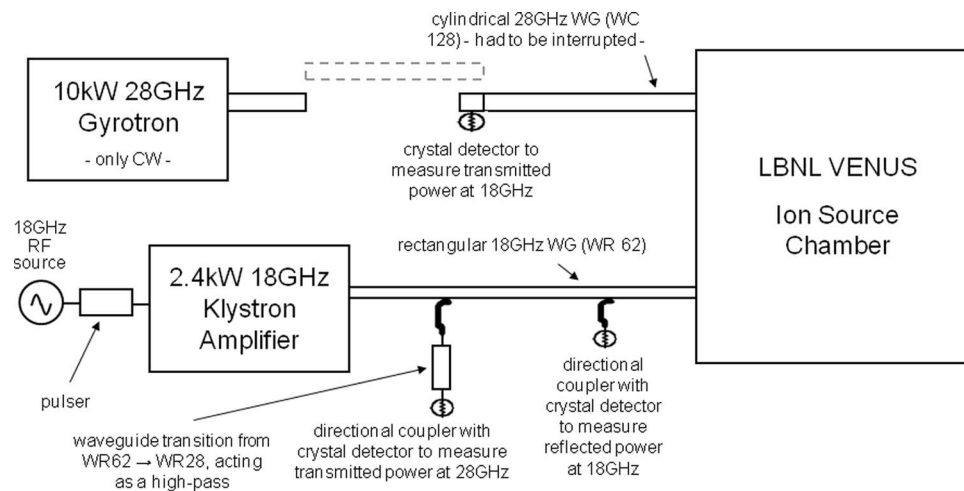 cylindrical 28GHz WG (WC
128) - had to be interrupted -
10kW 28GHz
Gyrotron
- only CW -
crystal detector to
measure transmitted
power at 18GHz
LBNL VENUS
Ion Source
Chamber
18GHz
RF
source
rectangular 18GHz WG (WR 62)
2.4kW 18GHz
Klystron
Amplifier
pulser
waveguide transition from
WR62 → WR28, acting
as a high-pass
directional coupler with
crystal detector to measure
transmitted power at 28GHz
directional
coupler with
crystal detector
to measure
reflected power
at 18GHz